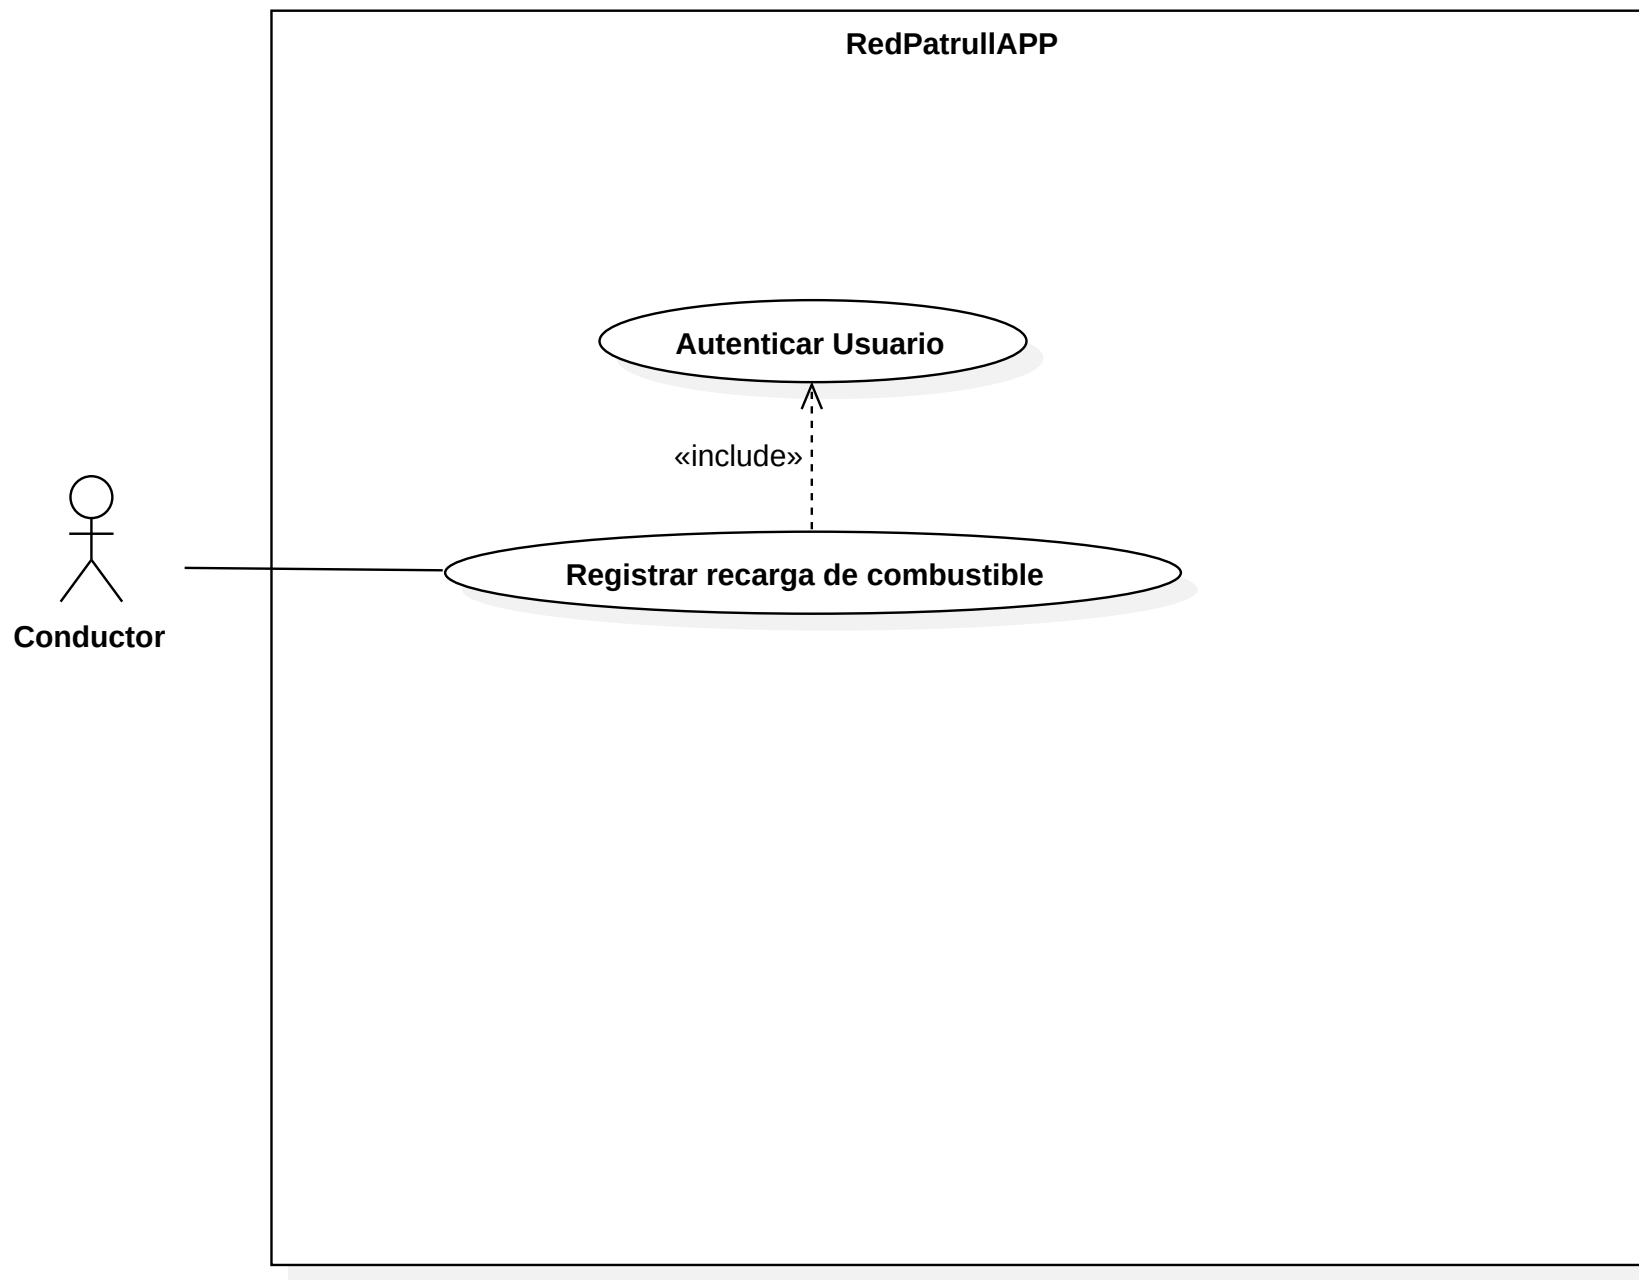 RedPatrullAPP
Autenticar Usuario
«include»
Registrar recarga de combustible
Conductor